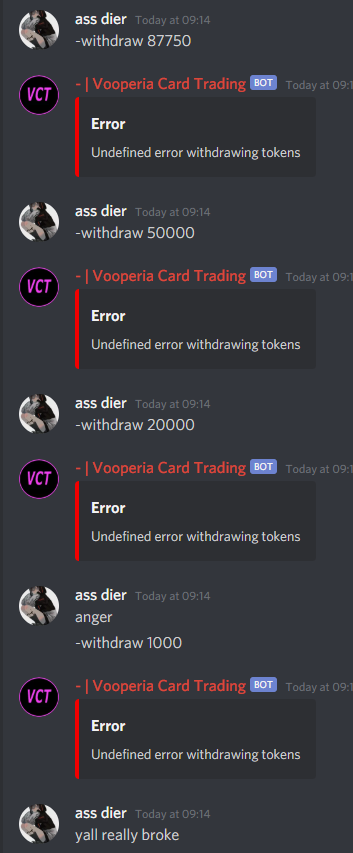 ass dier Today at 09:14
-withdraw 87750
VCT - | Vooperia Card Trading BOT Today at 09:1
Error
Undefined error withdrawing tokens
ass dier Today at 09:14
-withdraw 50000
VCT - | Vooperia Card Trading BOT Today at 09:1
Error
Undefined error withdrawing tokens
ass dier Today at 09:14
-withdraw 20000
VCT - | Vooperia Card Trading BOT Today at 09:1
Error
Undefined error withdrawing tokens
ass dier Today at 09:14
anger
-withdraw 1000
VCT - | Vooperia Card Trading BOT Today at 09:1
Error
Undefined error withdrawing tokens
ass dier Today at 09:14
yall really broke